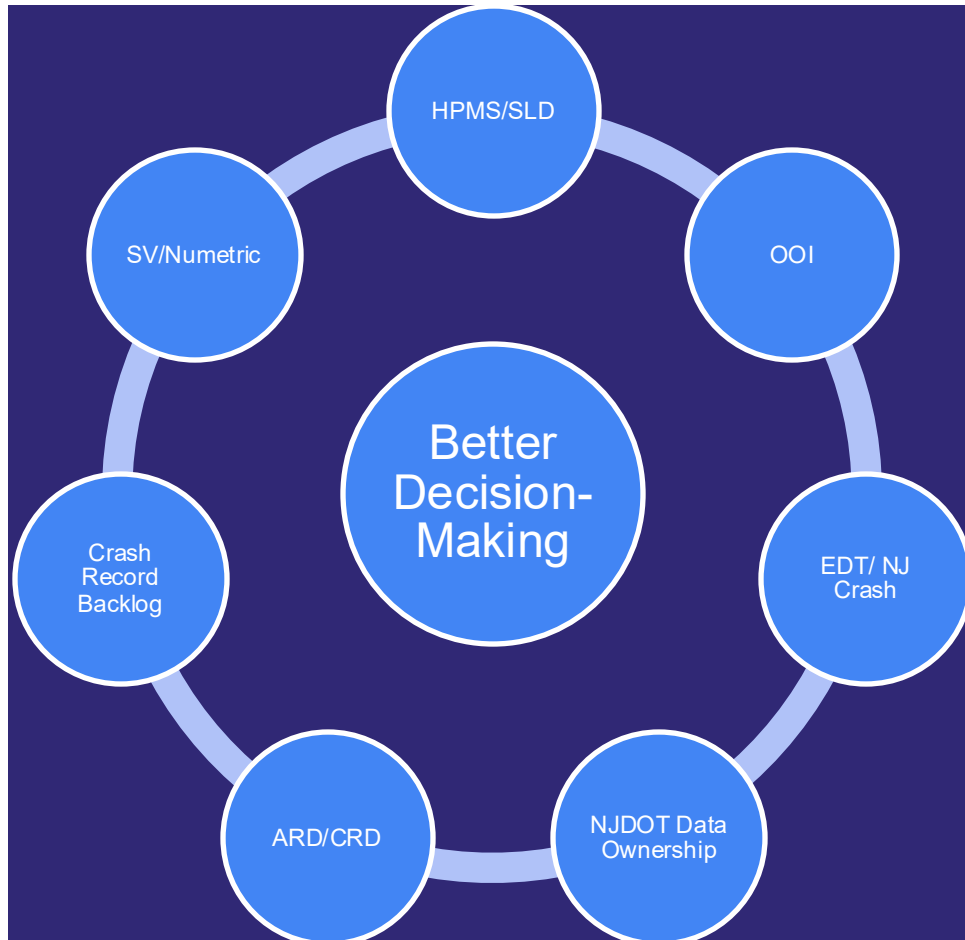 HPMS/SLD
OOI
EDT/ NJ
Crash
NJDOT Data
Ownership
ARD/CRD
Crash
Record
Backlog
SV/Numetric
Better
Decision-
Making